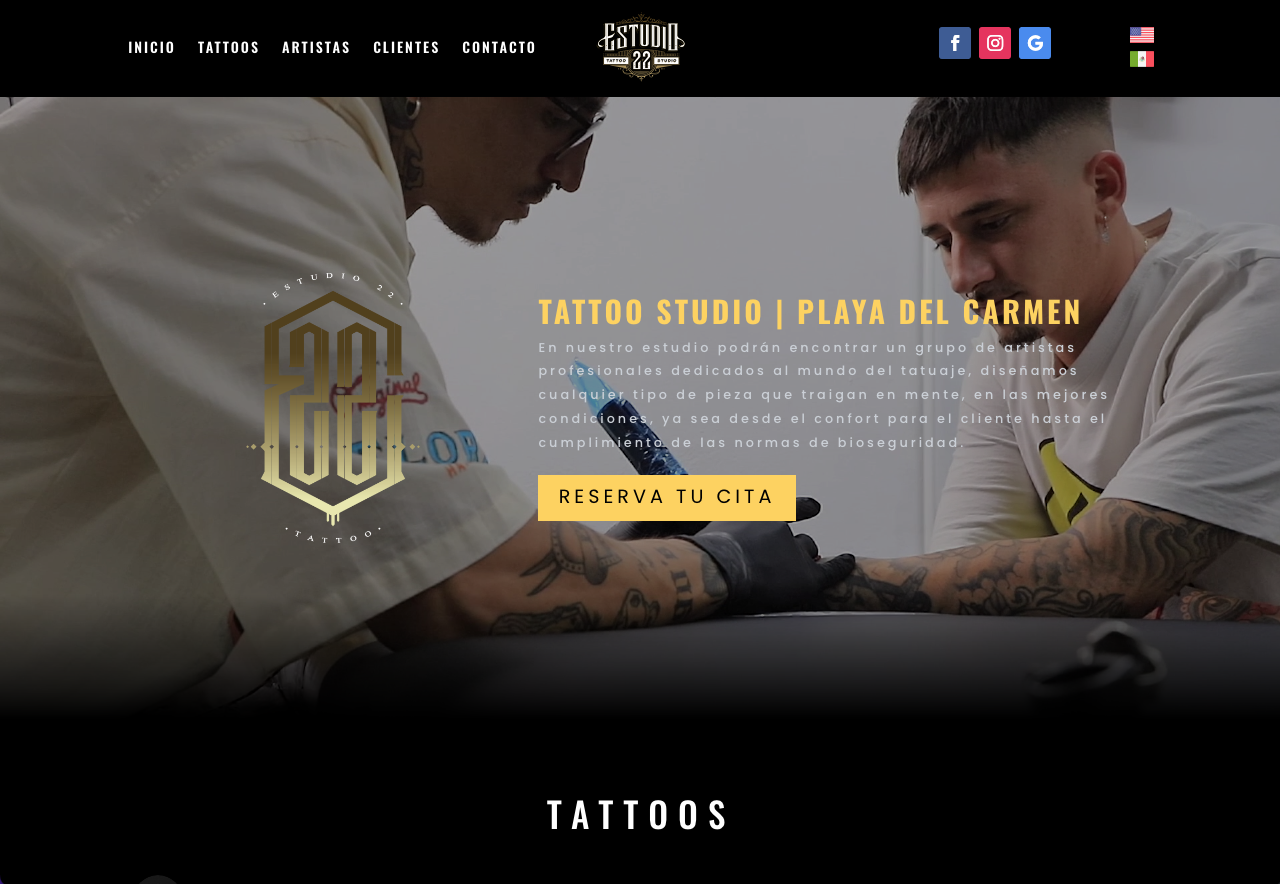 INICIO TATTOOS ARTISTAS CLIENTES CONTACTO
ESTUDIO
TATTOO 22 STUDIO
· ESTUDIO 22 ·
22
· TATTOO ·
TATTOO STUDIO | PLAYA DEL CARMEN
En nuestro estudio podrán encontrar un grupo de artistas
profesionales dedicados al mundo del tatuaje, diseñamos
cualquier tipo de pieza que traigan en mente, en las mejores
condiciones, ya sea desde el confort para el cliente hasta el
cumplimiento de las normas de bioseguridad.
RESERVA TU CITA
Original
TATTOOS